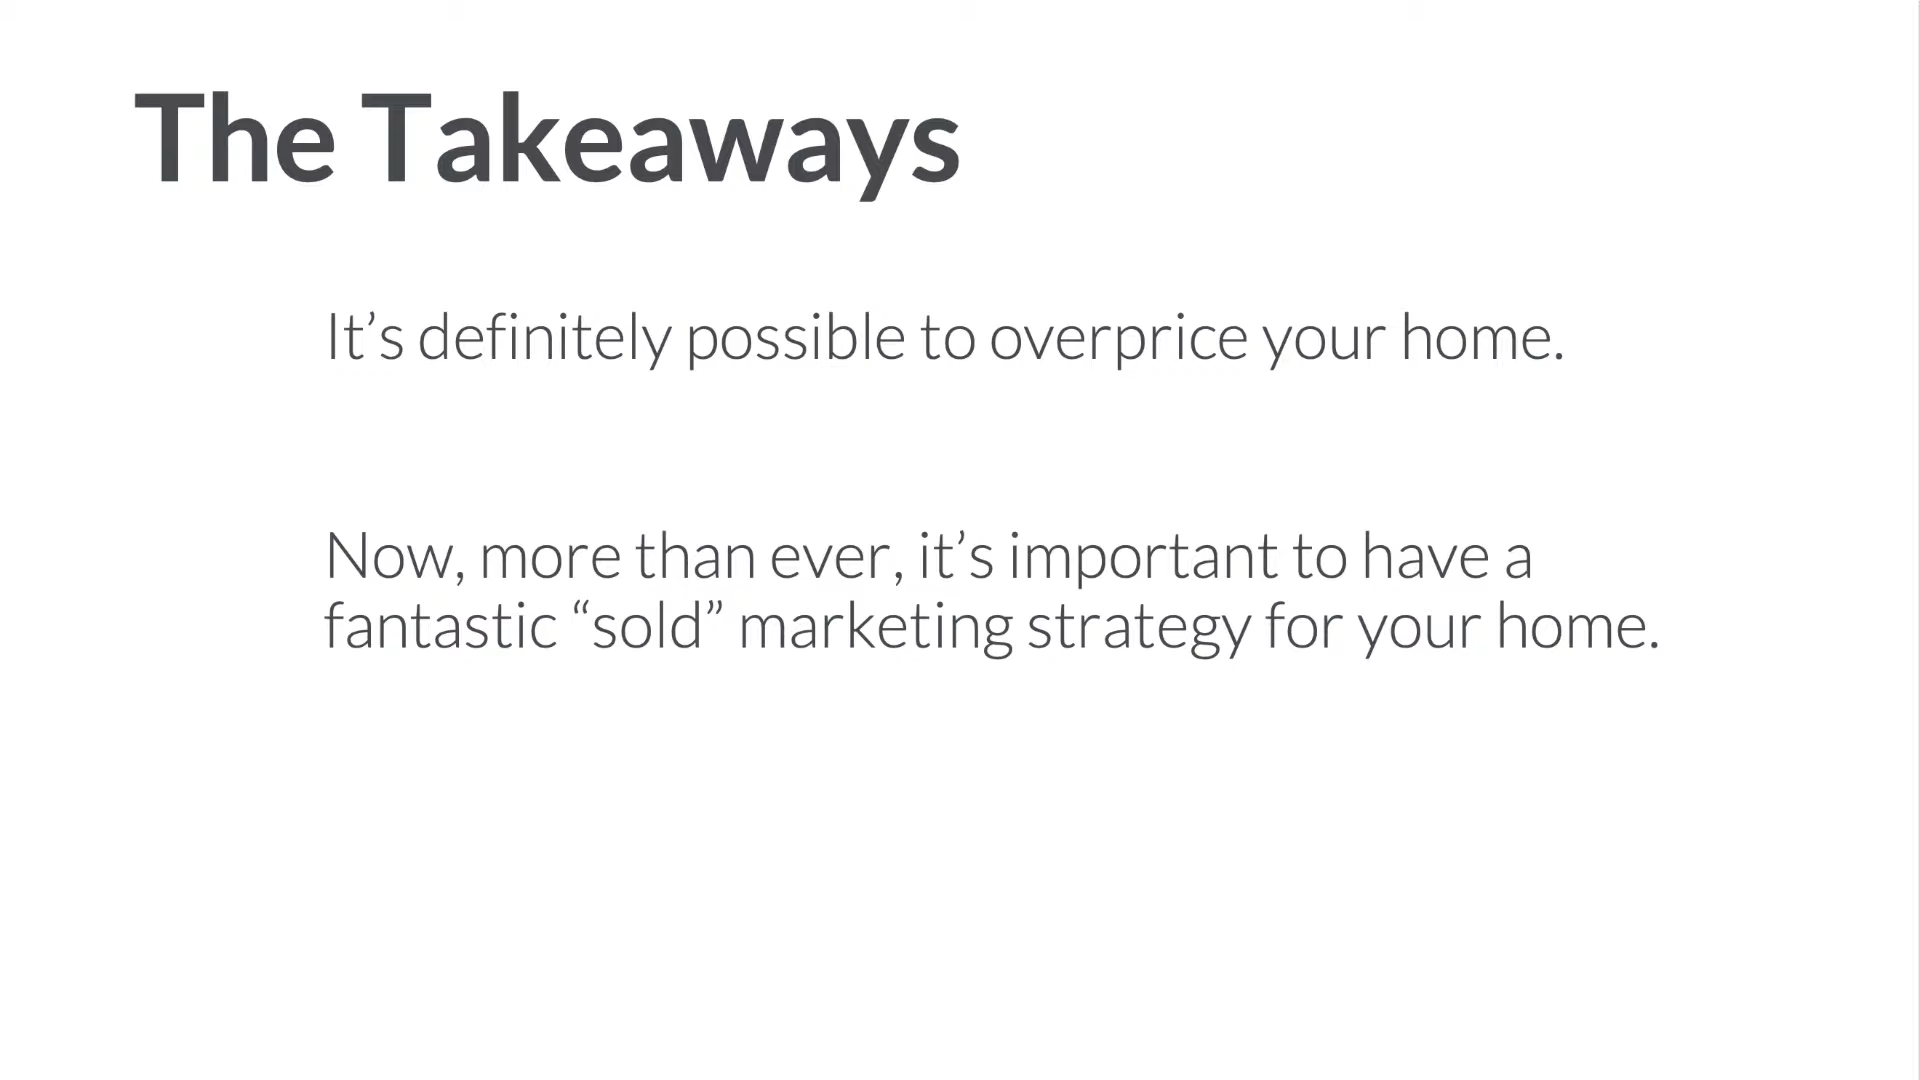 The Takeaways
It’s definitely possible to overprice your home.
Now, more than ever, it’s important to have a
fantastic “sold” marketing strategy for your home.